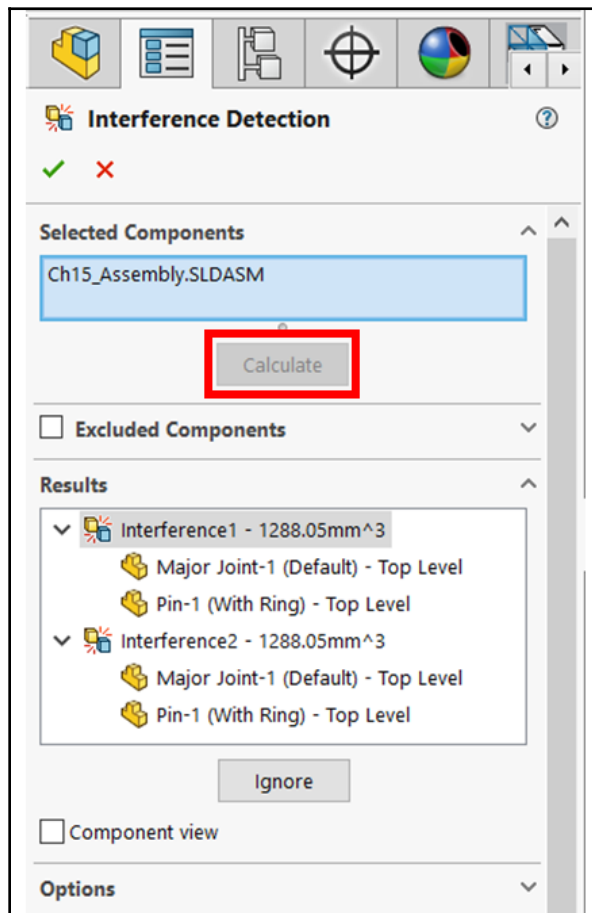 Interference Detection
Selected Components
Ch15_Assembly.SLDASM
Calculate
Excluded Components
Results
Interference1 - 1288.05mm^3
Major Joint-1 (Default) - Top Level
Pin-1 (With Ring) - Top Level
Interference2 - 1288.05mm^3
Major Joint-1 (Default) - Top Level
Pin-1 (With Ring) - Top Level
Ignore
Component view
Options